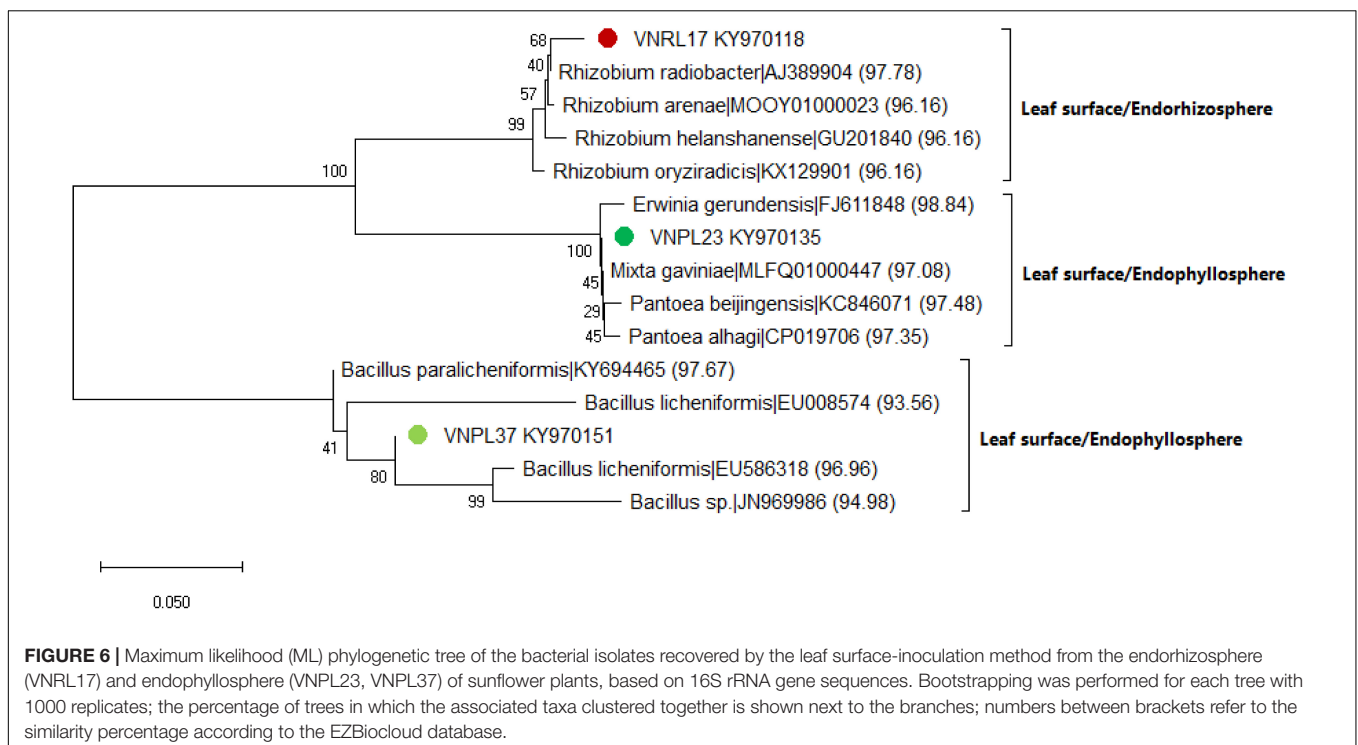 68
VNRL17 KY970118
40
Rhizobium radiobacter|AJ389904 (97.78)
57
Rhizobium arenae|MOOY01000023 (96.16)
Leaf surface/Endorhizosphere
99
Rhizobium helanshanense|GU201840 (96.16)
100
Rhizobium oryziradicis|KX129901 (96.16)
Erwinia gerundensis|FJ611848 (98.84)
VNPL23 KY970135
100
Mixta gaviniae|MLFQ01000447 (97.08)
Leaf surface/Endophyllosphere
45
Pantoea beijingensis|KC846071 (97.48)
29
45
Pantoea alhagi|CP019706 (97.35)
Bacillus paralicheniformis|KY694465 (97.67)
Bacillus licheniformis|EU008574 (93.56)
VNPL37 KY970151
Leaf surface/Endophyllosphere
41
Bacillus licheniformis|EU586318 (96.96)
80
99
Bacillus sp.|JN969986 (94.98)
0.050
FIGURE 6 | Maximum likelihood (ML) phylogenetic tree of the bacterial isolates recovered by the leaf surface-inoculation method from the endorhizosphere
(VNRL17) and endophyllosphere (VNPL23, VNPL37) of sunflower plants, based on 16S rRNA gene sequences. Bootstrapping was performed for each tree with
1000 replicates; the percentage of trees in which the associated taxa clustered together is shown next to the branches; numbers between brackets refer to the
similarity percentage according to the EZBiocloud database.